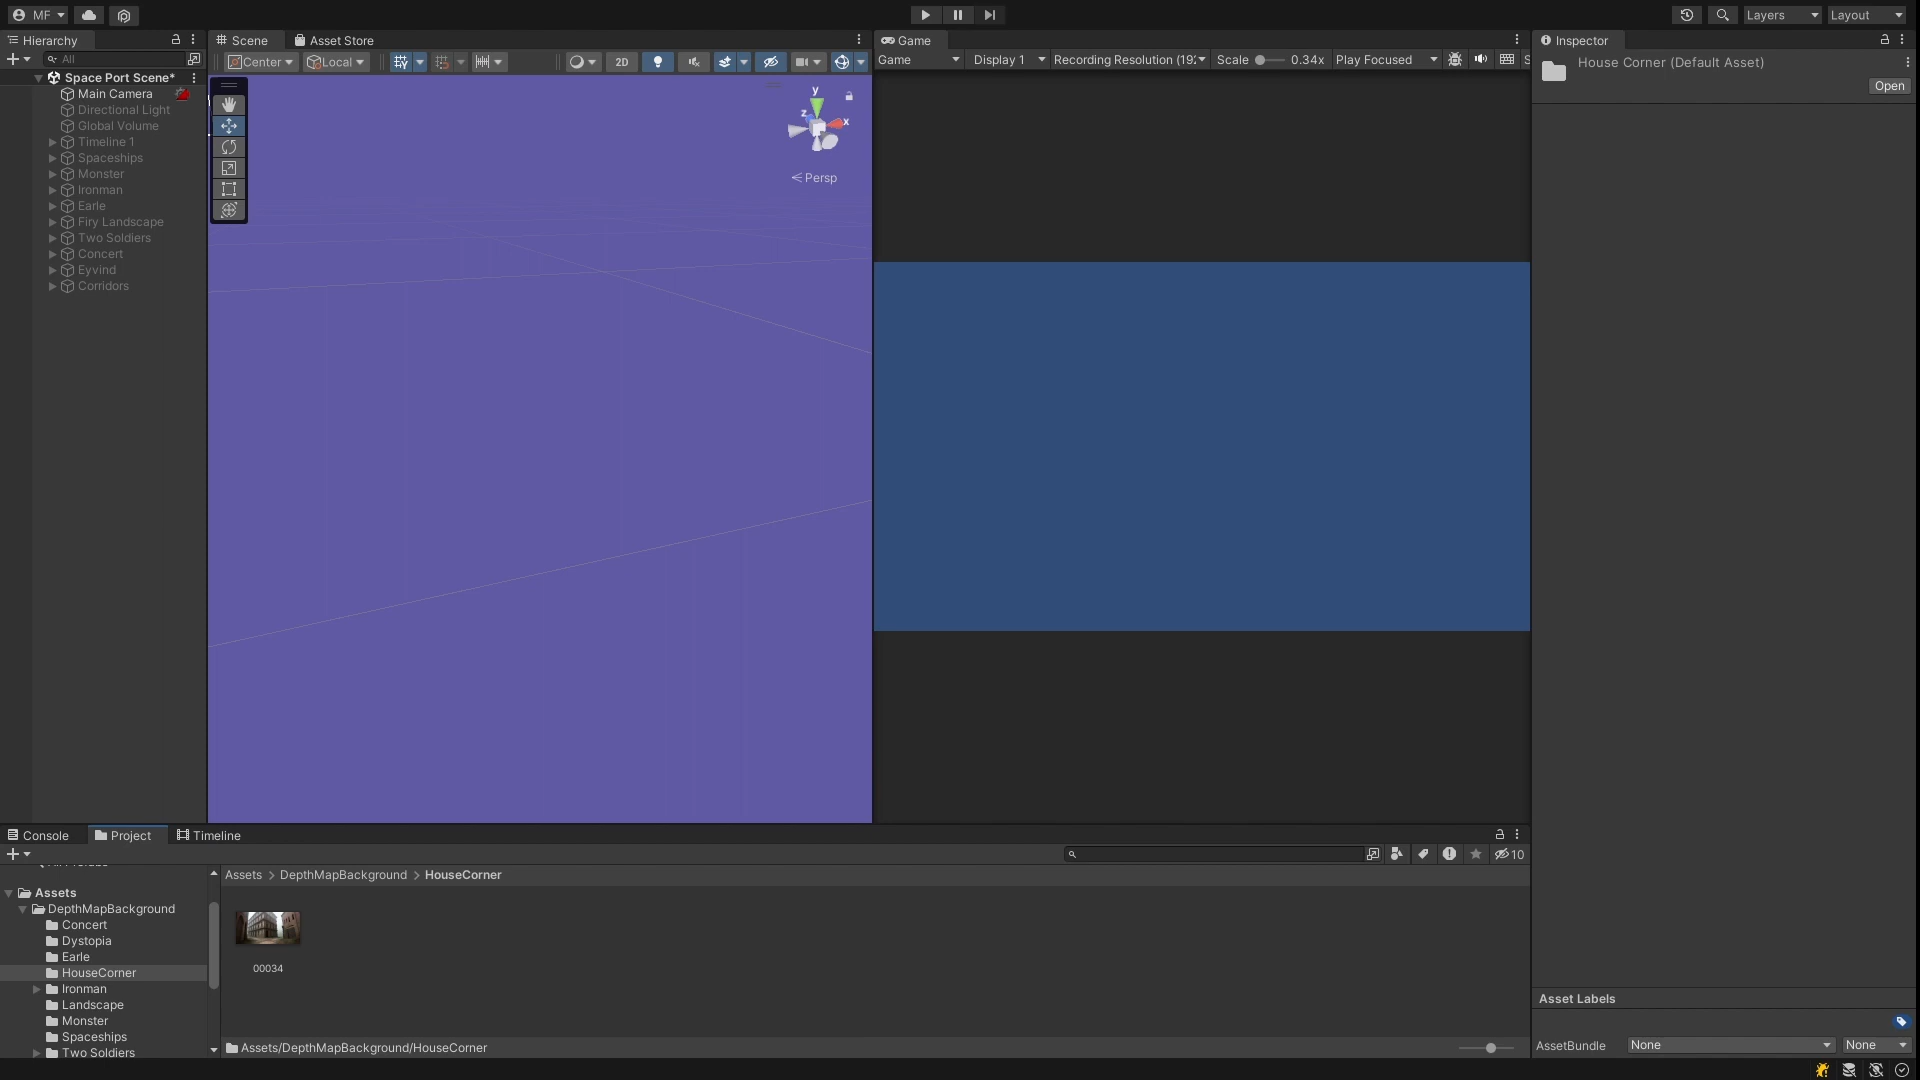 MF
Layers
Layout
Hierarchy
Scene
Asset Store
Game
Inspector
All
Center
Local
2D
Game
Display 1
Recording Resolution (192
Scale
0.34x
Play Focused
S
House Corner (Default Asset)
Open
Space Port Scene*
Main Camera
Directional Light
Global Volume
Timeline 1
Spaceships
Monster
Ironman
Earle
Firy Landscape
Two Soldiers
Concert
Eyvind
Corridors
y
z
x
Persp
Console
Project
Timeline
10
Assets
DepthMapBackground
Concert
Dystopia
Earle
HouseCorner
Ironman
Landscape
Monster
Spaceships
Two Soldiers
Assets > DepthMapBackground > HouseCorner
00034
Assets/DepthMapBackground/HouseCorner
Asset Labels
AssetBundle
None
None